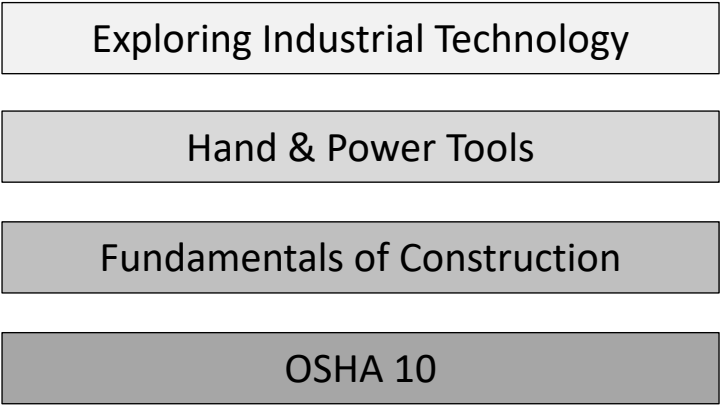 Exploring Industrial Technology
Hand & Power Tools
Fundamentals of Construction
OSHA 10